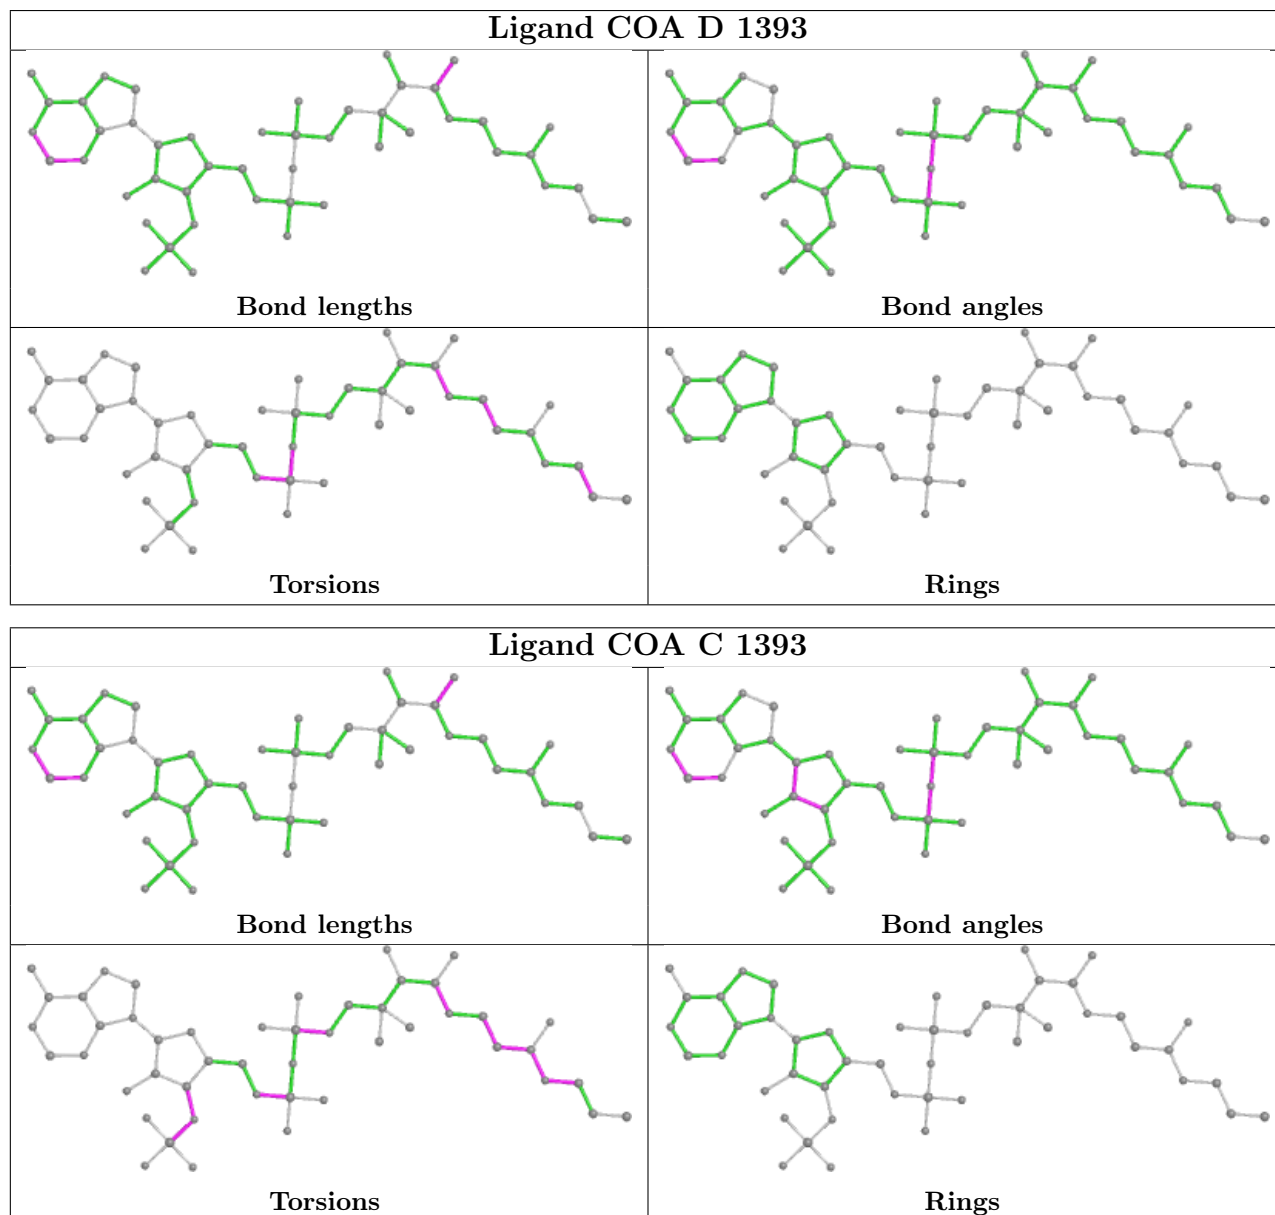 Ligand COA D 1393
Bond lengths
Bond angles
Torsions
Rings
Ligand COA C 1393
Bond lengths
Bond angles
Torsions
Rings